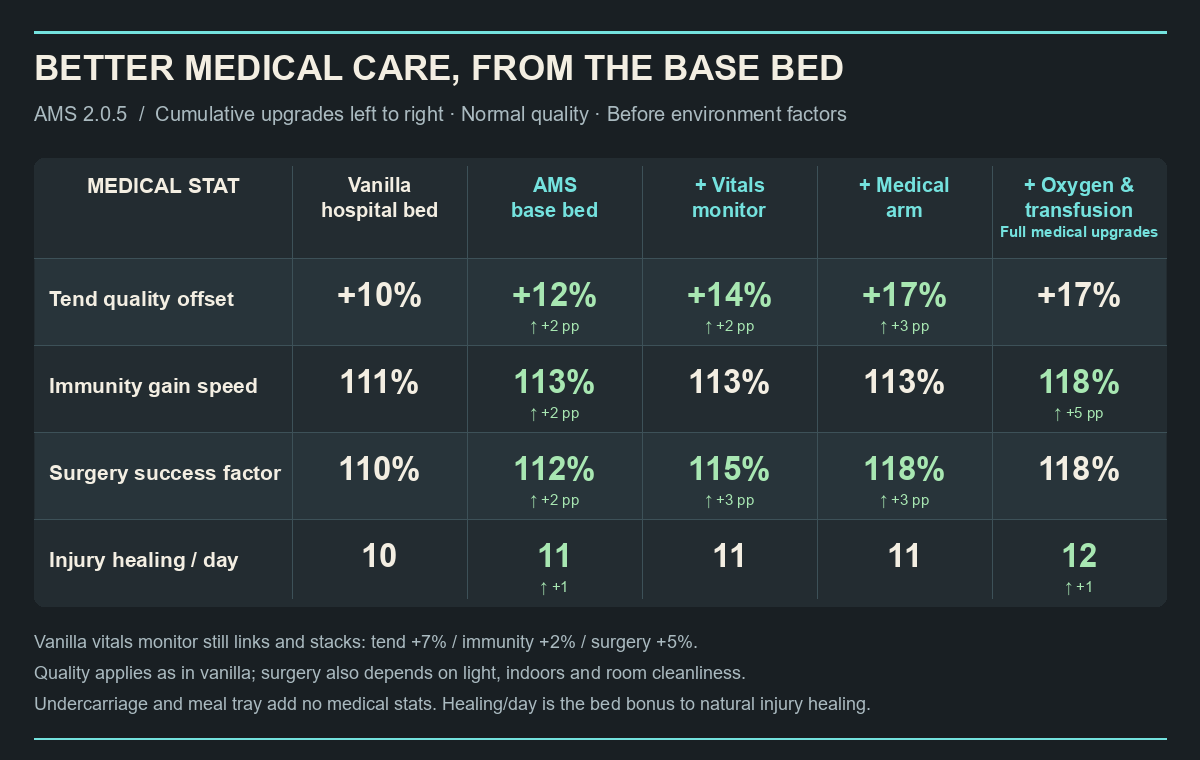 BETTER MEDICAL CARE, FROM THE BASE BED
AMS 2.0.5 / Cumulative upgrades left to right · Normal quality · Before environment factors
MEDICAL STAT
Vanilla
hospital bed
AMS
base bed
+ Vitals
monitor
+ Medical
arm
+ Oxygen &
transfusion
Full medical upgrades
Tend quality offset
+10%
+12%
↑ +2 pp
+14%
↑ +2 pp
+17%
↑ +3 pp
+17%
Immunity gain speed
111%
113%
↑ +2 pp
113%
113%
118%
↑ +5 pp
Surgery success factor
110%
112%
↑ +2 pp
115%
↑ +3 pp
118%
↑ +3 pp
118%
Injury healing / day
10
11
↑ +1
11
11
12
↑ +1
Vanilla vitals monitor still links and stacks: tend +7% / immunity +2% / surgery +5%.
Quality applies as in vanilla; surgery also depends on light, indoors and room cleanliness.
Undercarriage and meal tray add no medical stats. Healing/day is the bed bonus to natural injury healing.